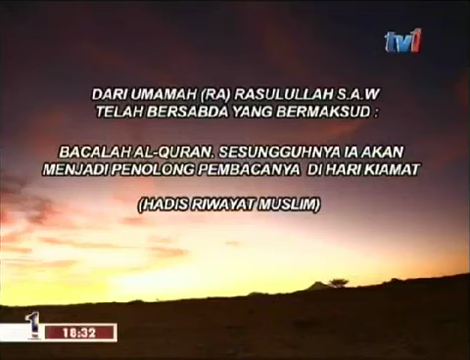 tv1
DARI UMAMAH (RA) RASULULLAH S.A.W
TELAH BERSABDA YANG BERMAKSUD :
BACALAH AL-QURAN. SESUNGGUHNYA IA AKAN
MENJADI PENOLONG PEMBACANYA DI HARI KIAMAT
(HADIS RIWAYAT MUSLIM)
1
18:32